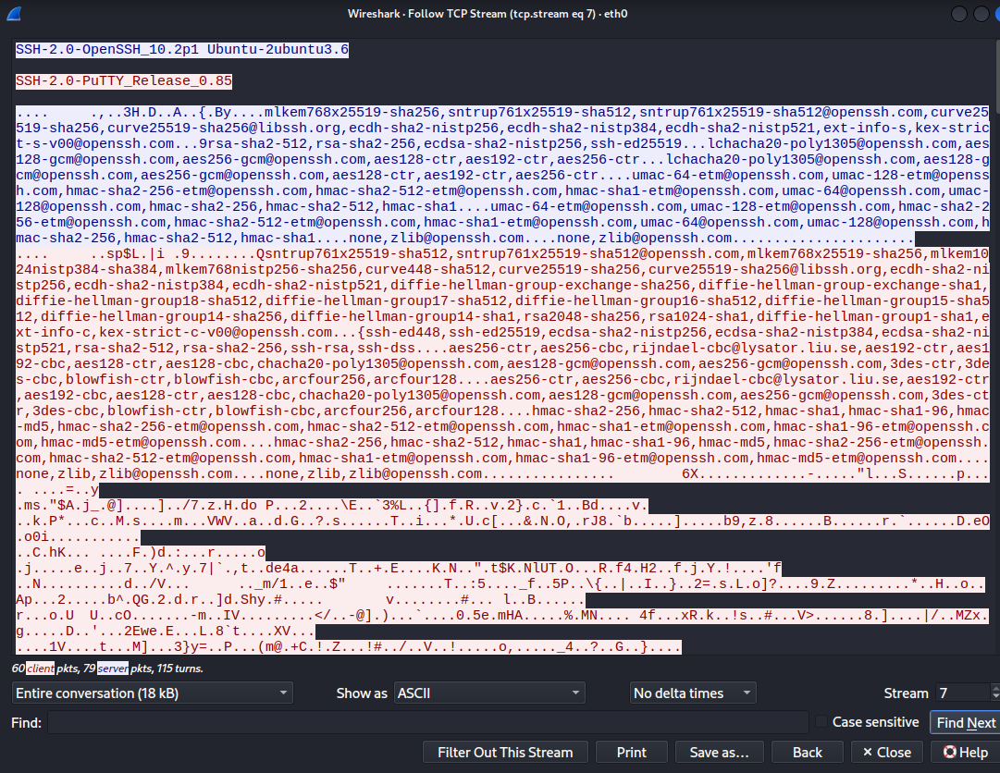 Wireshark · Follow TCP Stream (tcp.stream eq 7) · eth0
SSH-2.0-OpenSSH_10.2p1 Ubuntu-2ubuntu3.6
SSH-2.0-PuTTY_Release_0.85
....     .,..3H.D..A..{.By....mlkem768x25519-sha256,sntrup761x25519-sha512,sntrup761x25519-sha512@openssh.com,curve25
519-sha256,curve25519-sha256@libssh.org,ecdh-sha2-nistp256,ecdh-sha2-nistp384,ecdh-sha2-nistp521,ext-info-s,kex-stric
t-s-v00@openssh.com...9rsa-sha2-512,rsa-sha2-256,ecdsa-sha2-nistp256,ssh-ed25519...lchacha20-poly1305@openssh.com,aes
128-gcm@openssh.com,aes256-gcm@openssh.com,aes128-ctr,aes192-ctr,aes256-ctr...lchacha20-poly1305@openssh.com,aes128-g
cm@openssh.com,aes256-gcm@openssh.com,aes128-ctr,aes192-ctr,aes256-ctr....umac-64-etm@openssh.com,umac-128-etm@openss
h.com,hmac-sha2-256-etm@openssh.com,hmac-sha2-512-etm@openssh.com,hmac-sha1-etm@openssh.com,umac-64@openssh.com,umac-
128@openssh.com,hmac-sha2-256,hmac-sha2-512,hmac-sha1....umac-64-etm@openssh.com,umac-128-etm@openssh.com,hmac-sha2-2
56-etm@openssh.com,hmac-sha2-512-etm@openssh.com,hmac-sha1-etm@openssh.com,umac-64@openssh.com,umac-128@openssh.com,h
mac-sha2-256,hmac-sha2-512,hmac-sha1....none,zlib@openssh.com....none,zlib@openssh.com......................
....     ..sp$L.|i .9........Qsntrup761x25519-sha512,sntrup761x25519-sha512@openssh.com,mlkem768x25519-sha256,mlkem10
24nistp384-sha384,mlkem768nistp256-sha256,curve448-sha512,curve25519-sha256,curve25519-sha256@libssh.org,ecdh-sha2-ni
stp256,ecdh-sha2-nistp384,ecdh-sha2-nistp521,diffie-hellman-group-exchange-sha256,diffie-hellman-group-exchange-sha1,
diffie-hellman-group18-sha512,diffie-hellman-group17-sha512,diffie-hellman-group16-sha512,diffie-hellman-group15-sha5
12,diffie-hellman-group14-sha256,diffie-hellman-group14-sha1,rsa2048-sha256,rsa1024-sha1,diffie-hellman-group1-sha1,e
xt-info-c,kex-strict-c-v00@openssh.com...{ssh-ed448,ssh-ed25519,ecdsa-sha2-nistp256,ecdsa-sha2-nistp384,ecdsa-sha2-ni
stp521,rsa-sha2-512,rsa-sha2-256,ssh-rsa,ssh-dss....aes256-ctr,aes256-cbc,rijndael-cbc@lysator.liu.se,aes192-ctr,aes1
92-cbc,aes128-ctr,aes128-cbc,chacha20-poly1305@openssh.com,aes128-gcm@openssh.com,aes256-gcm@openssh.com,3des-ctr,3de
s-cbc,blowfish-ctr,blowfish-cbc,arcfour256,arcfour128....aes256-ctr,aes256-cbc,rijndael-cbc@lysator.liu.se,aes192-ctr
,aes192-cbc,aes128-ctr,aes128-cbc,chacha20-poly1305@openssh.com,aes128-gcm@openssh.com,aes256-gcm@openssh.com,3des-ct
r,3des-cbc,blowfish-ctr,blowfish-cbc,arcfour256,arcfour128....hmac-sha2-256,hmac-sha2-512,hmac-sha1,hmac-sha1-96,hmac
-md5,hmac-sha2-256-etm@openssh.com,hmac-sha2-512-etm@openssh.com,hmac-sha1-etm@openssh.com,hmac-sha1-96-etm@openssh.c
om,hmac-md5-etm@openssh.com....hmac-sha2-256,hmac-sha2-512,hmac-sha1,hmac-sha1-96,hmac-md5,hmac-sha2-256-etm@openssh.
com,hmac-sha2-512-etm@openssh.com,hmac-sha1-etm@openssh.com,hmac-sha1-96-etm@openssh.com,hmac-md5-etm@openssh.com....
none,zlib,zlib@openssh.com....none,zlib,zlib@openssh.com................        6X.............-....."l...S......p...
. ....=..y
.ms."$A.j_.@]....]../7.z.H.do P...2....\E..`3%L..{].f.R..v.2}.c.`1..Bd....v.
..k.P*...c..M.s....m...VWV..a..d.G..?.s......T..i...*.U.c[...&.N.O,.rJ8.`b.....].....b9,z.8......B......r.`......D.eO
.o0i...........
..C.hK... ....F.)d.:...r.....o
.j.....e..j..7..Y.^.y.7|`.,t..de4a.......T..+.E....K.N..".t$K.NlUT.O...R.f4.H2..f.j.Y.!....'f
..N..........d../V...      .._m/1..e..$"     .......T..:5....._f..5P..\{..|..I..}..2=.s.L.o]?....9.Z.........*..H..o..
Ap...2.....b^.QG.2.d.r..]d.Shy.#.....        v........#... l..B......
r...o.U  U..cO.......-m..IV.........</..-@].)...`....0.5e.mHA.....%.MN.... 4f...xR.k..!s..#...V>......8.]....|/..MZx.
g.....D..'...2Ewe.E...L.8`t....XV...
....1V....t...M]...3}y=..P...(m@.+C.!.Z...!#../..V..!.....o,....._4..?..G..}....
60 client pkts, 79 server pkts, 115 turns.
Entire conversation (18 kB)
Show as ASCII
No delta times
Stream 7
Find:
Case sensitive
Find Next
Filter Out This Stream
Print
Save as…
Back
× Close
Help